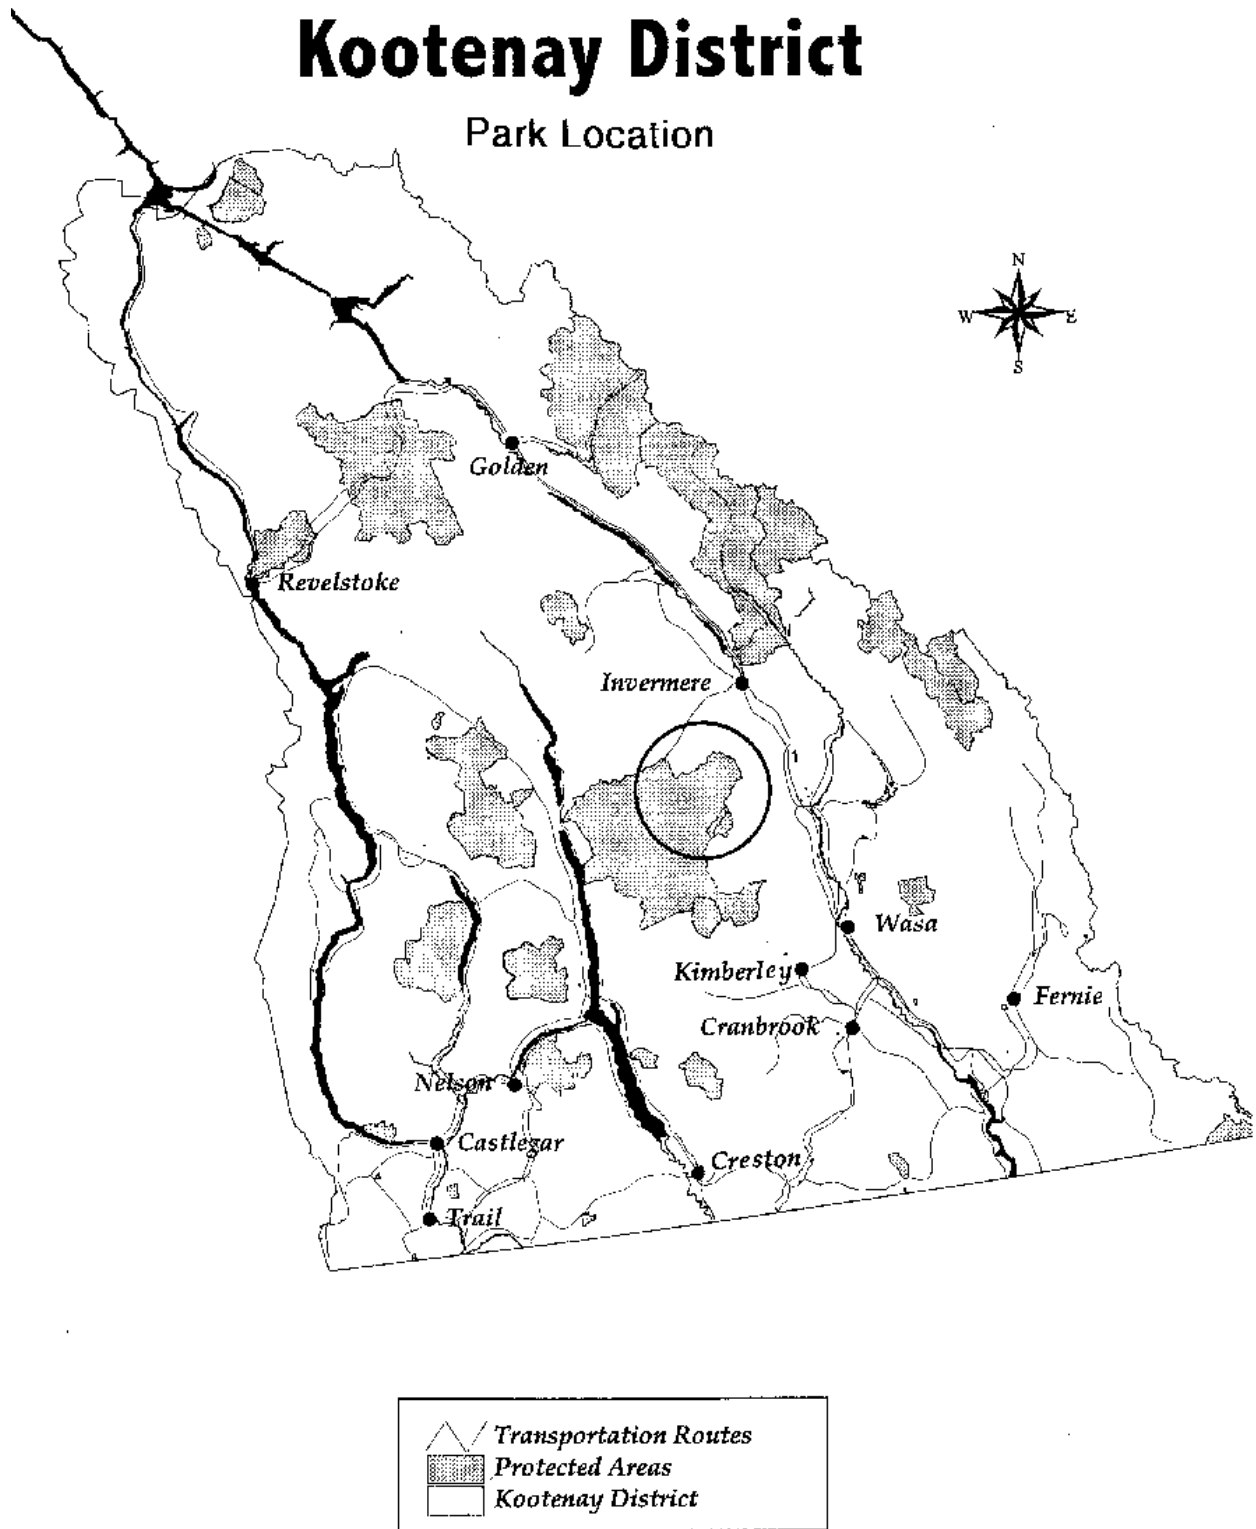 Kootenay District
Park Location
N
W E
S
Golden
Revelstoke
Invermere
Wasa
Kimberley
Fernie
Cranbrook
Nelson
Castlegar
Creston
Trail
Transportation Routes
Protected Areas
Kootenay District